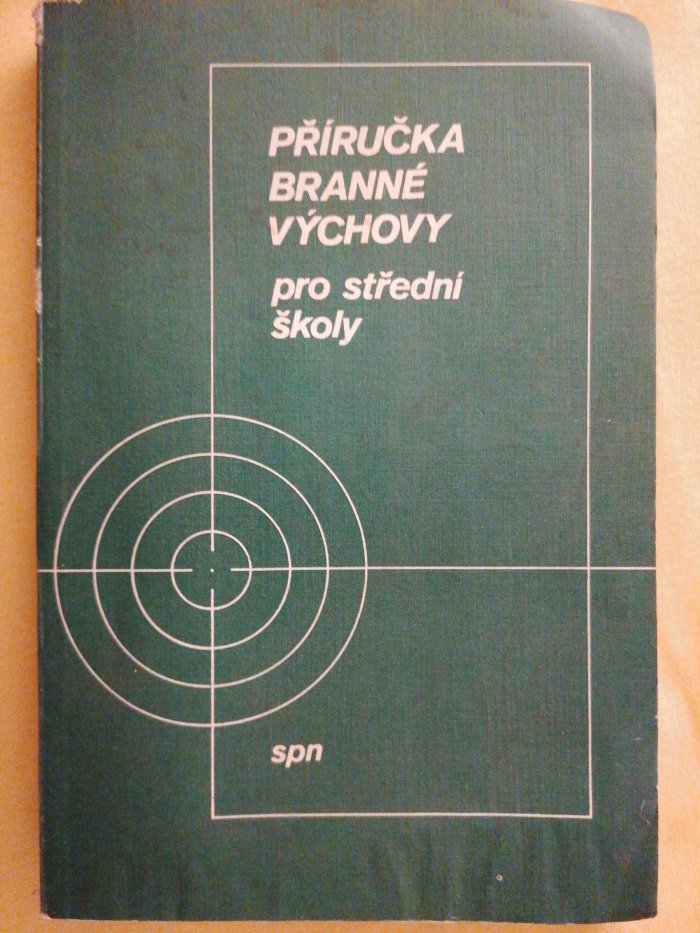 PŘÍRUČKA
BRANNÉ
VÝCHOVY
pro střední
školy
spn